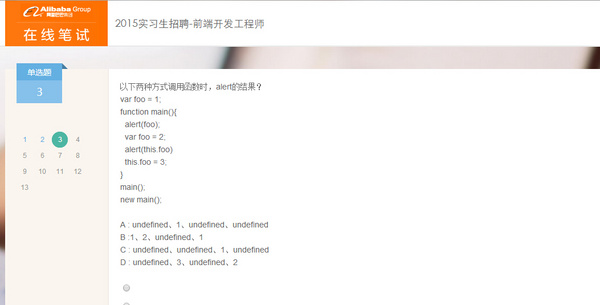 Alibaba Group
阿里巴巴集团
在线笔试
2015实习生招聘-前端开发工程师
单选题
3
1 2 3 4
5 6 7 8
9 10 11 12
13
以下两种方式调用函数时，alert的结果？
var foo = 1;
function main(){
alert(foo);
var foo = 2;
alert(this.foo)
this.foo = 3;
}
main();
new main();
A : undefined、1、undefined、undefined
B :1、2、undefined、1
C : undefined、undefined、1、undefined
D : undefined、3、undefined、2